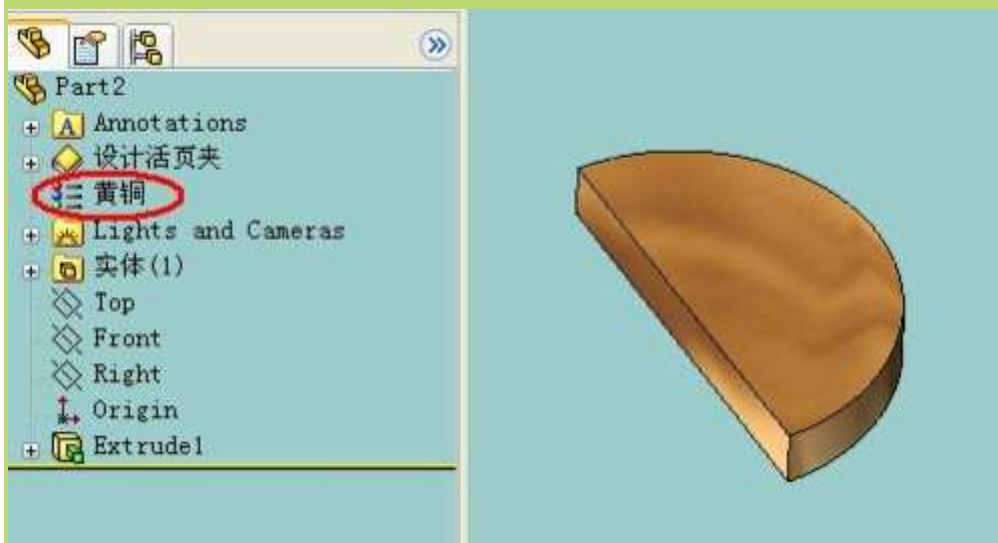 Part2
Annotations
设计活页夹
黄铜
Lights and Cameras
实体(1)
Top
Front
Right
Origin
Extrude1